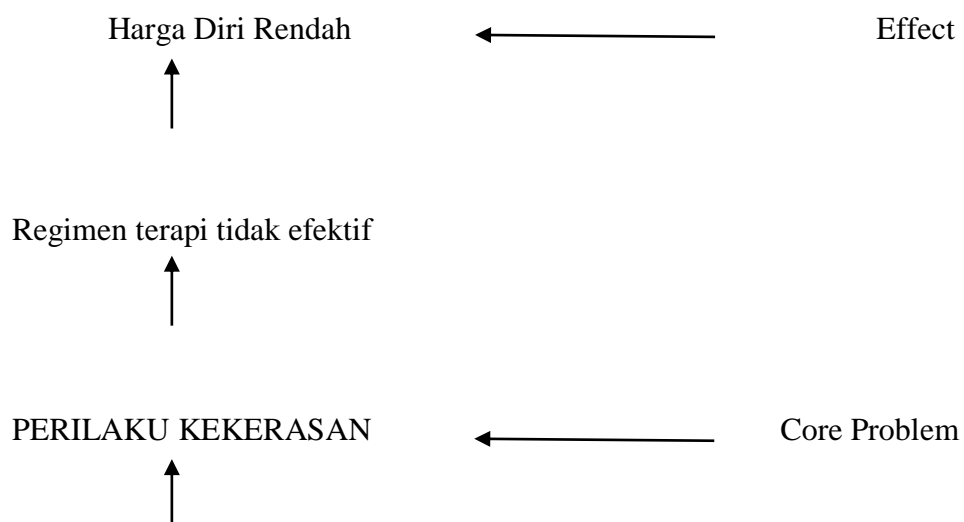 Harga Diri Rendah Effect
Regimen terapi tidak efektif
PERILAKU KEKERASAN Core Problem